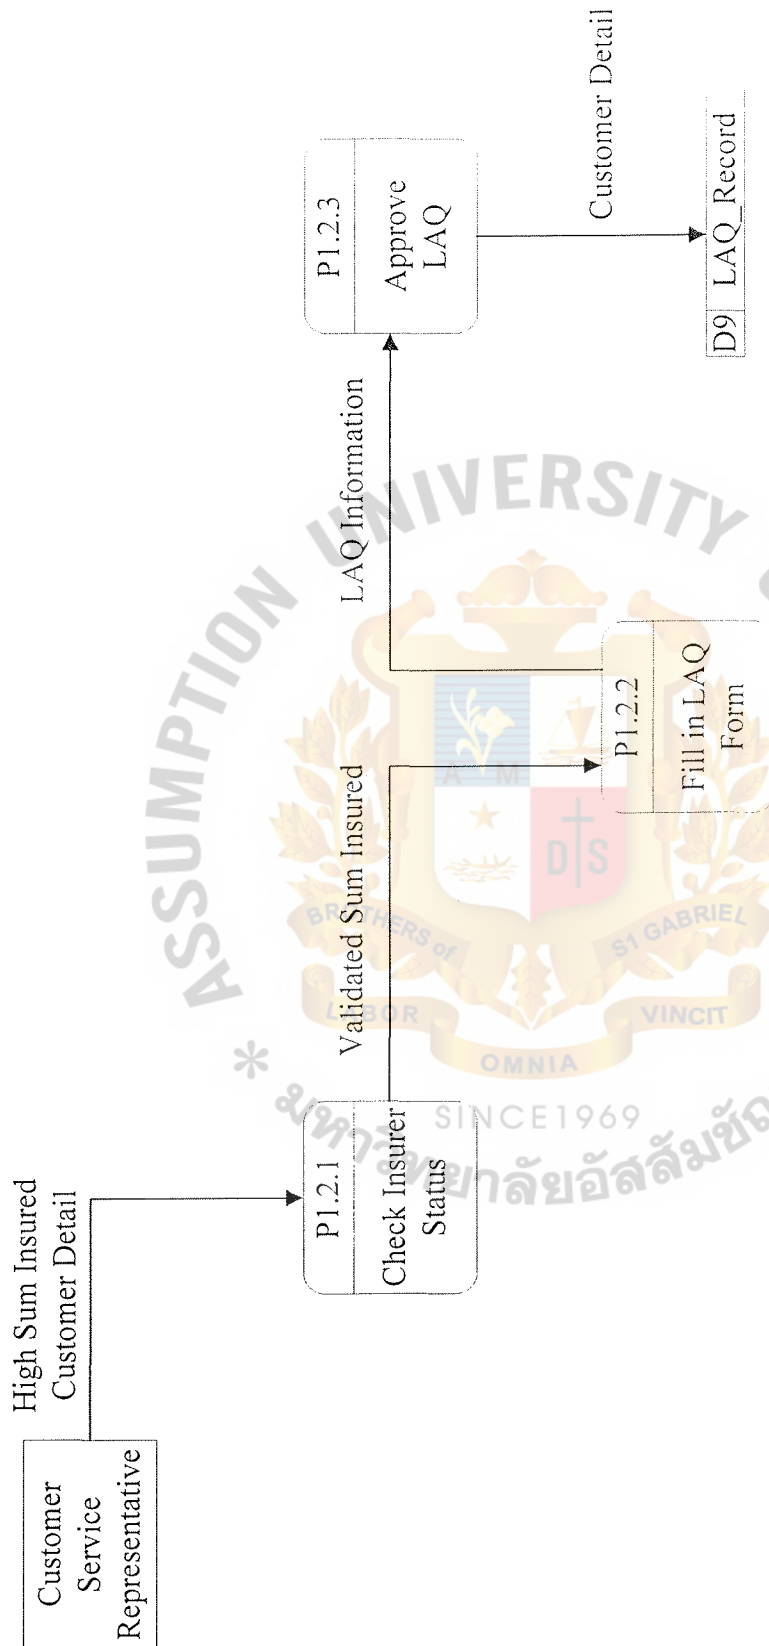 Customer
Service
Representative
High Sum Insured
Customer Detail
P1.2.1
Check Insurer
Status
Validated Sum Insured
P1.2.2
Fill in LAQ
Form
LAQ Information
P1.2.3
Approve
LAQ
Customer Detail
D9 LAQ_Record
ASSUMPTION UNIVERSITY
A M
D S
BROTHERS of
ST GABRIEL
LABOR
OMNIA
VINCIT
SINCE1969